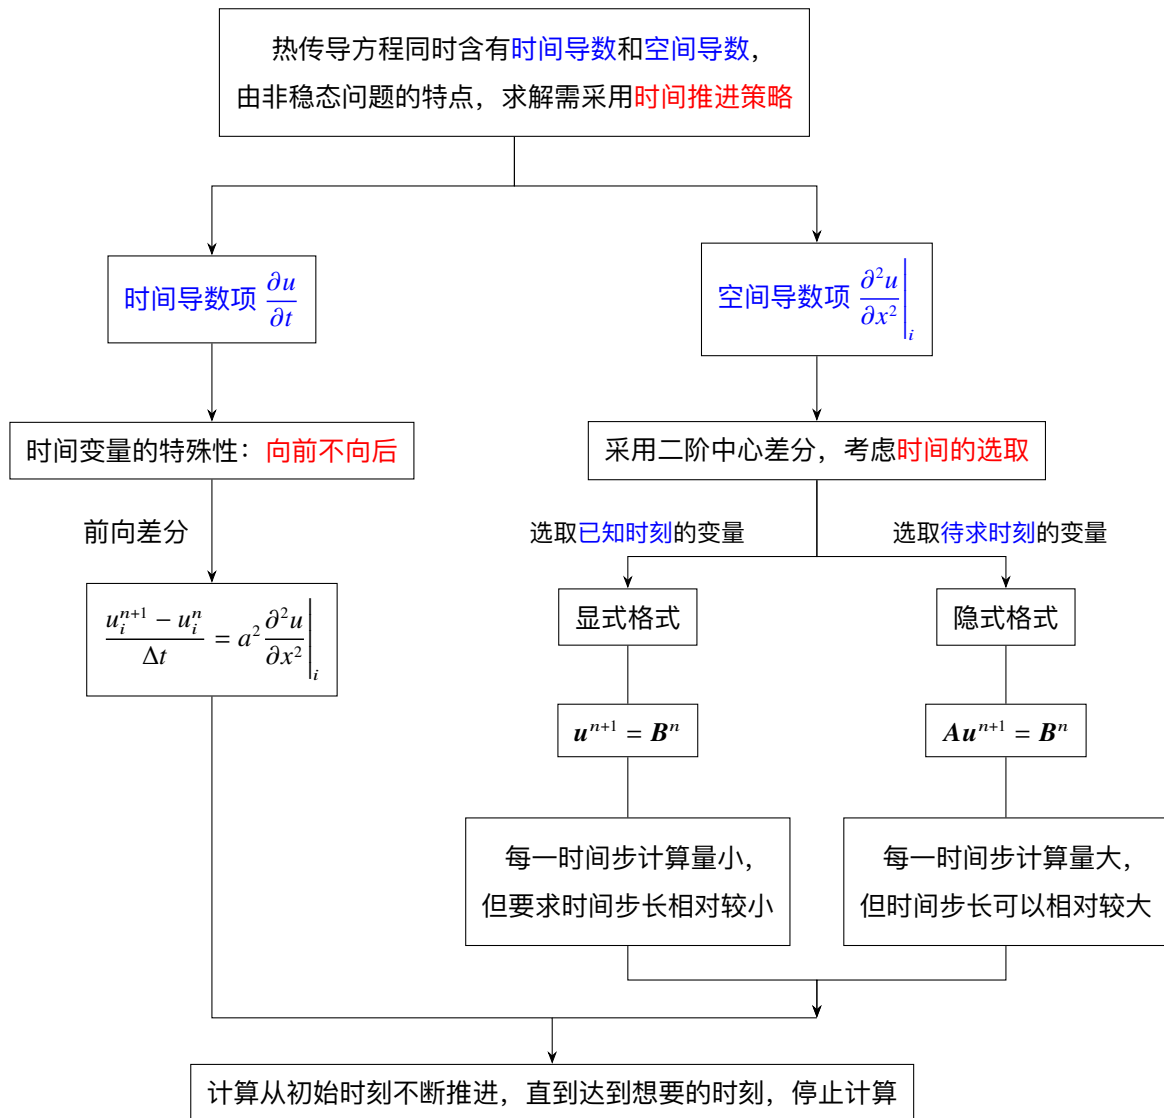 热传导方程同时含有时间导数和空间导数，
由非稳态问题的特点，求解需采用时间推进策略
时间导数项 ∂u/∂t
空间导数项 ∂²u/∂x²|_i
时间变量的特殊性：向前不向后
采用二阶中心差分，考虑时间的选取
前向差分
选取已知时刻的变量
选取待求时刻的变量
(u_i^{n+1} − u_i^n)/Δt = a² ∂²u/∂x²|_i
显式格式
隐式格式
u^{n+1} = B^n
Au^{n+1} = B^n
每一时间步计算量小，
但要求时间步长相对较小
每一时间步计算量大，
但时间步长可以相对较大
计算从初始时刻不断推进，直到达到想要的时刻，停止计算